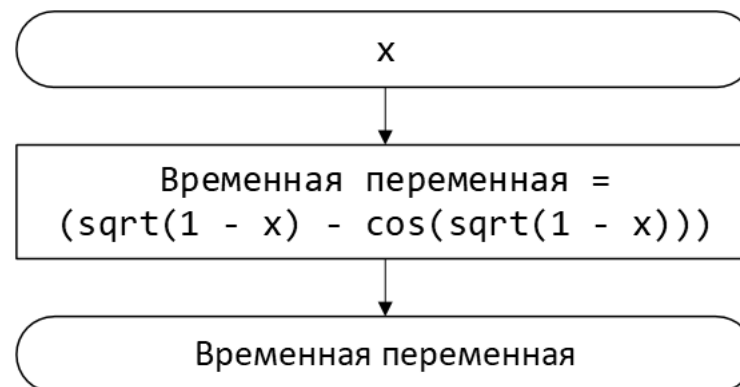 x
Временная переменная =
(sqrt(1 - x) - cos(sqrt(1 - x)))
Временная переменная